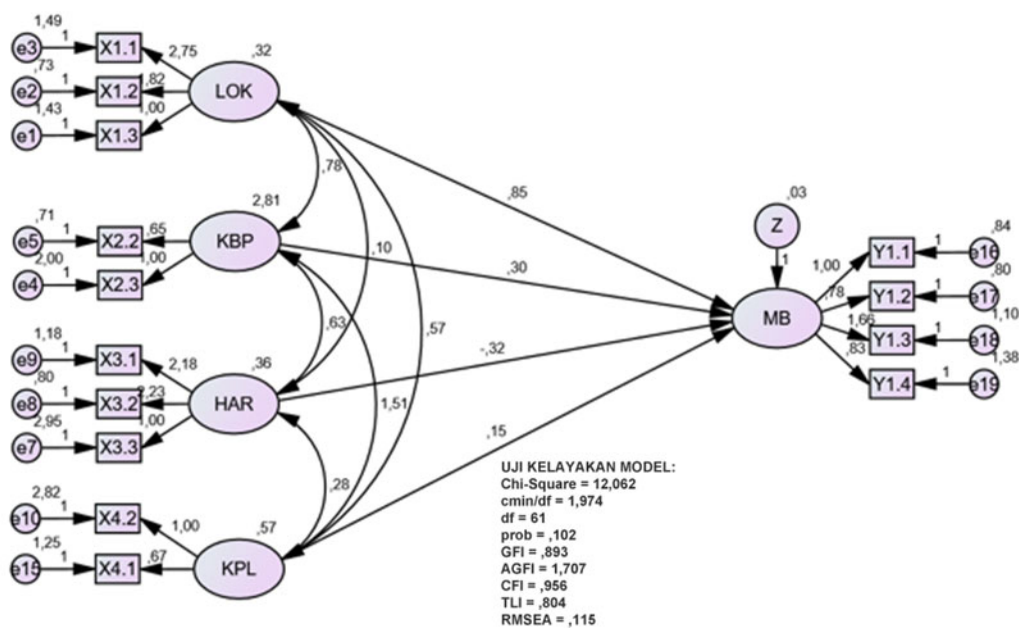 1,49
e3 1 X1.1 2,75 ,32
,73
e2 1 X1.2 ,82 LOK
1,43
e1 1 X1.3 1,00
,78
,85
,71
e5 1 X2.2 ,65 2,81
2,00
e4 1 X2.3 1,00 KBP
,10
,30
,03
Z
1
,63
,57
1,18
e9 1 X3.1 2,18 ,36
,80
e8 1 X3.2 2,23 HAR
2,95
e7 1 X3.3 1,00
-,32
1,51
,15
,28
2,82
e10 1 X4.2 1,00 ,57
1,25
e15 1 X4.1 ,67 KPL
MB
1,00 Y1.1 1 e16 ,84
,78 Y1.2 1 e17 ,80
1,66 Y1.3 1 e18 1,10
,83 Y1.4 1 e19 1,38
UJI KELAYAKAN MODEL:
Chi-Square = 12,062
cmin/df = 1,974
df = 61
prob = ,102
GFI = ,893
AGFI = 1,707
CFI = ,956
TLI = ,804
RMSEA = ,115